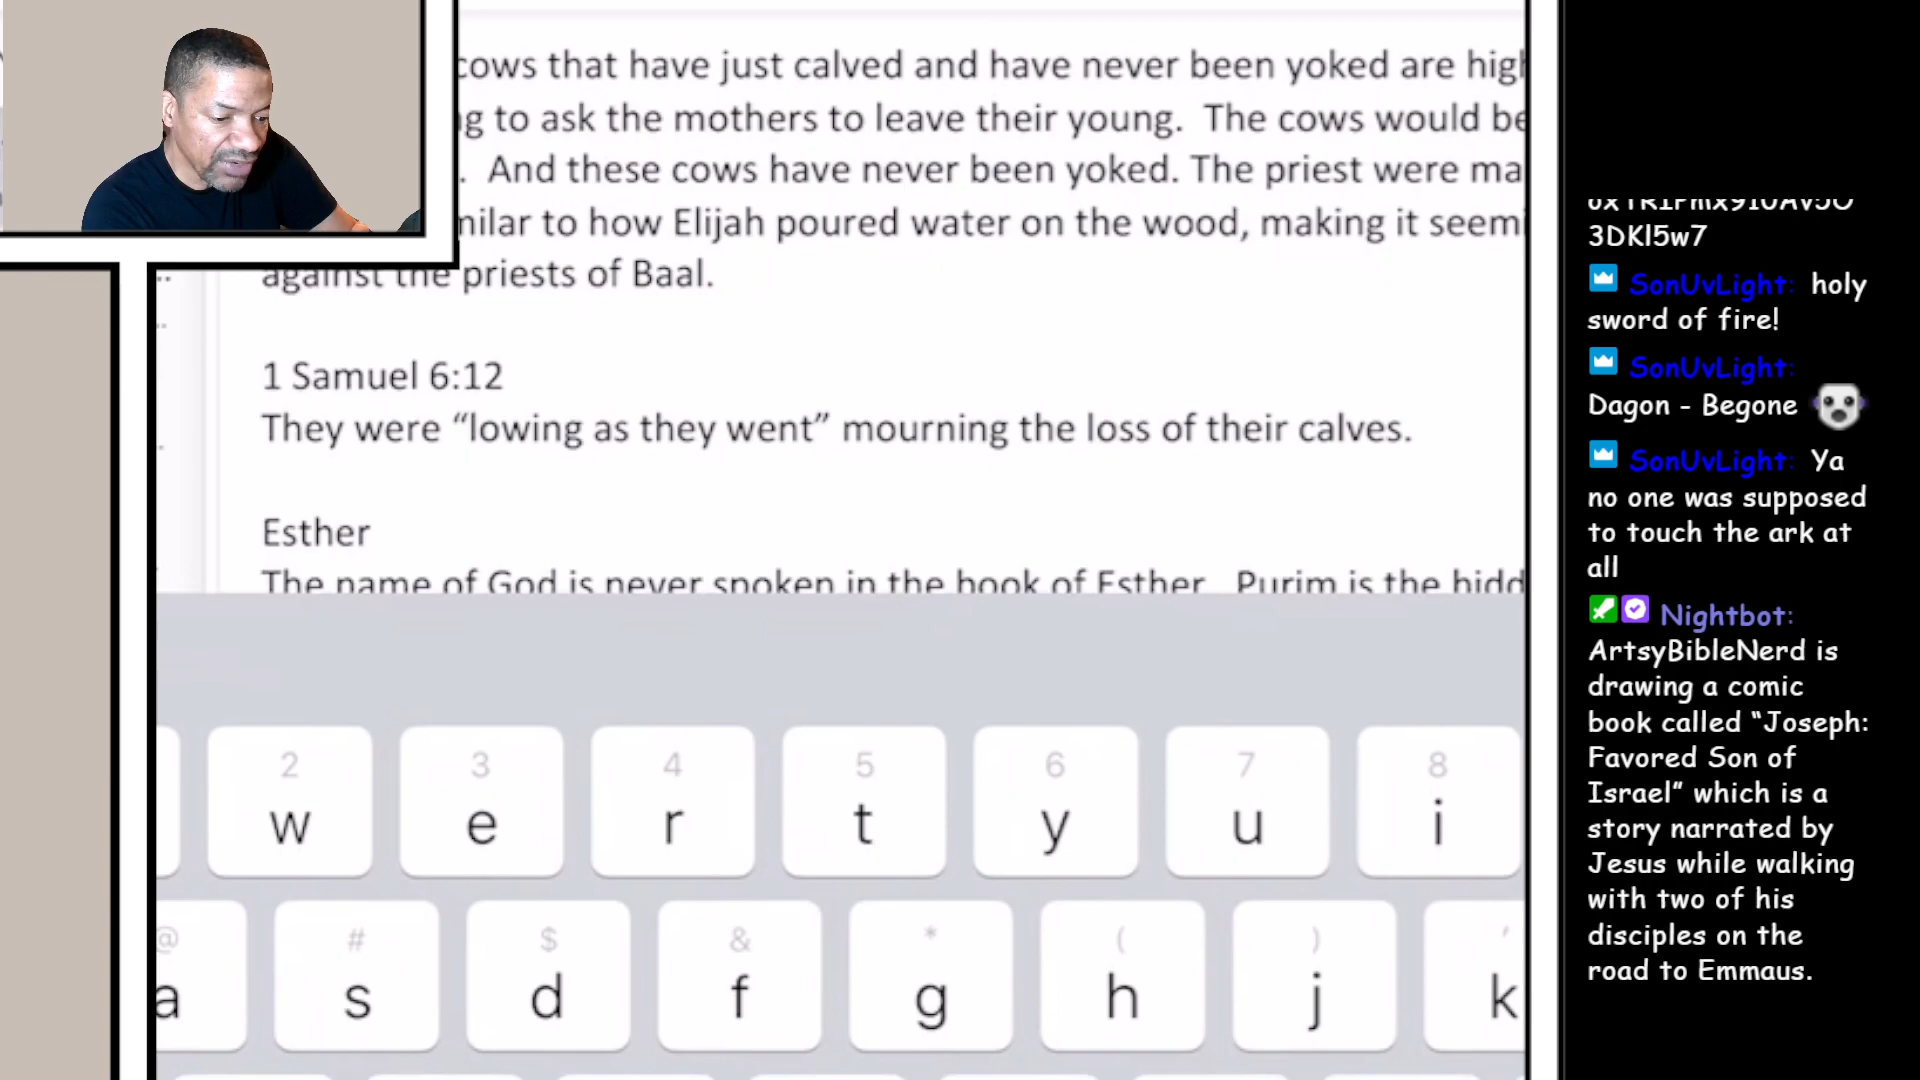 cows that have just calved and have never been yoked are
to ask the mothers to leave their young. The cows would
And these cows have never been yoked. The priest were
to how Elijah poured water on the wood, making it
against the priests of Baal.
1 Samuel 6:12
They were “lowing as they went” mourning the loss of their calves.
Esther
The name of God is never spoken in the book of Esther. Purim is the
2 3 4 5 6 7 8
w e r t y u i
@ # $ & * ( ) '
a s d f g h j k
3DKl5w7
SonUvLight: holy
sword of fire!
SonUvLight:
Dagon - Begone
SonUvLight: Ya
no one was supposed
to touch the ark at
all
Nightbot:
ArtsyBibleNerd is
drawing a comic
book called “Joseph:
Favored Son of
Israel” which is a
story narrated by
Jesus while walking
with two of his
disciples on the
road to Emmaus.